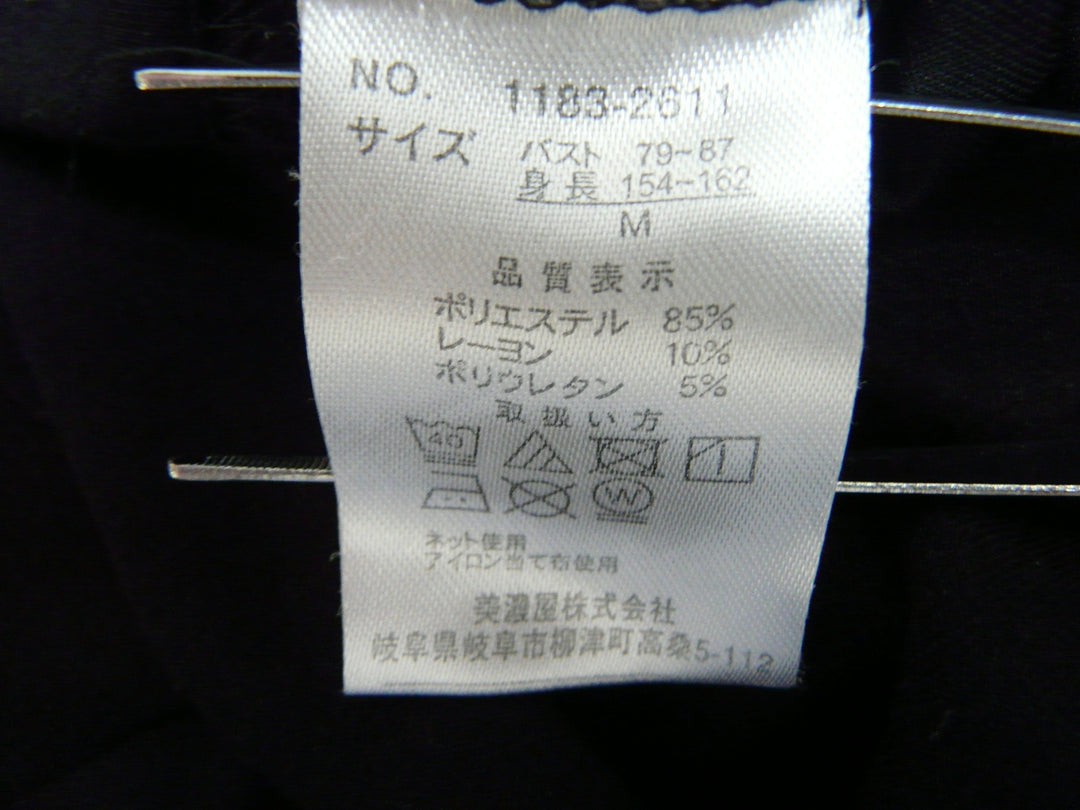 NO. 1183-2611
サイズ バスト 79-87
身長 154-162
M
品質表示
ポリエステル 85%
レーヨン 10%
ポリウレタン 5%
取扱い方
40
W
ネット使用
アイロン当て布使用
美濃屋株式会社
岐阜県岐阜市柳津町高桑5-112